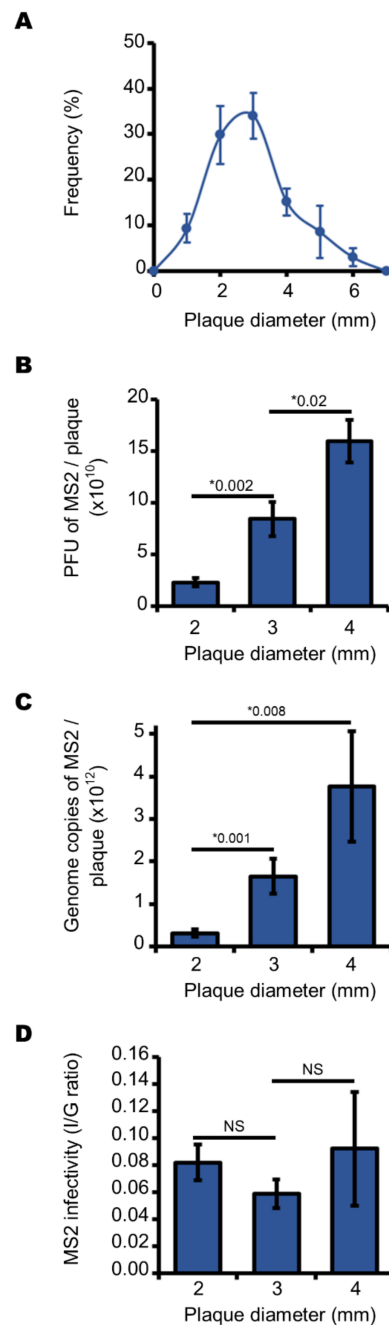 A
50
40
30
20
10
0
Frequency (%)
0 2 4 6
Plaque diameter (mm)
B
20
15
10
5
0
PFU of MS2 / plaque
(x10¹⁰)
*0.02
*0.002
2 3 4
Plaque diameter (mm)
C
5
4
3
2
1
0
Genome copies of MS2 /
plaque (x10¹²)
*0.008
*0.001
2 3 4
Plaque diameter (mm)
D
0.16
0.14
0.12
0.10
0.08
0.06
0.04
0.02
0.00
MS2 infectivity (I/G ratio)
NS
NS
2 3 4
Plaque diameter (mm)